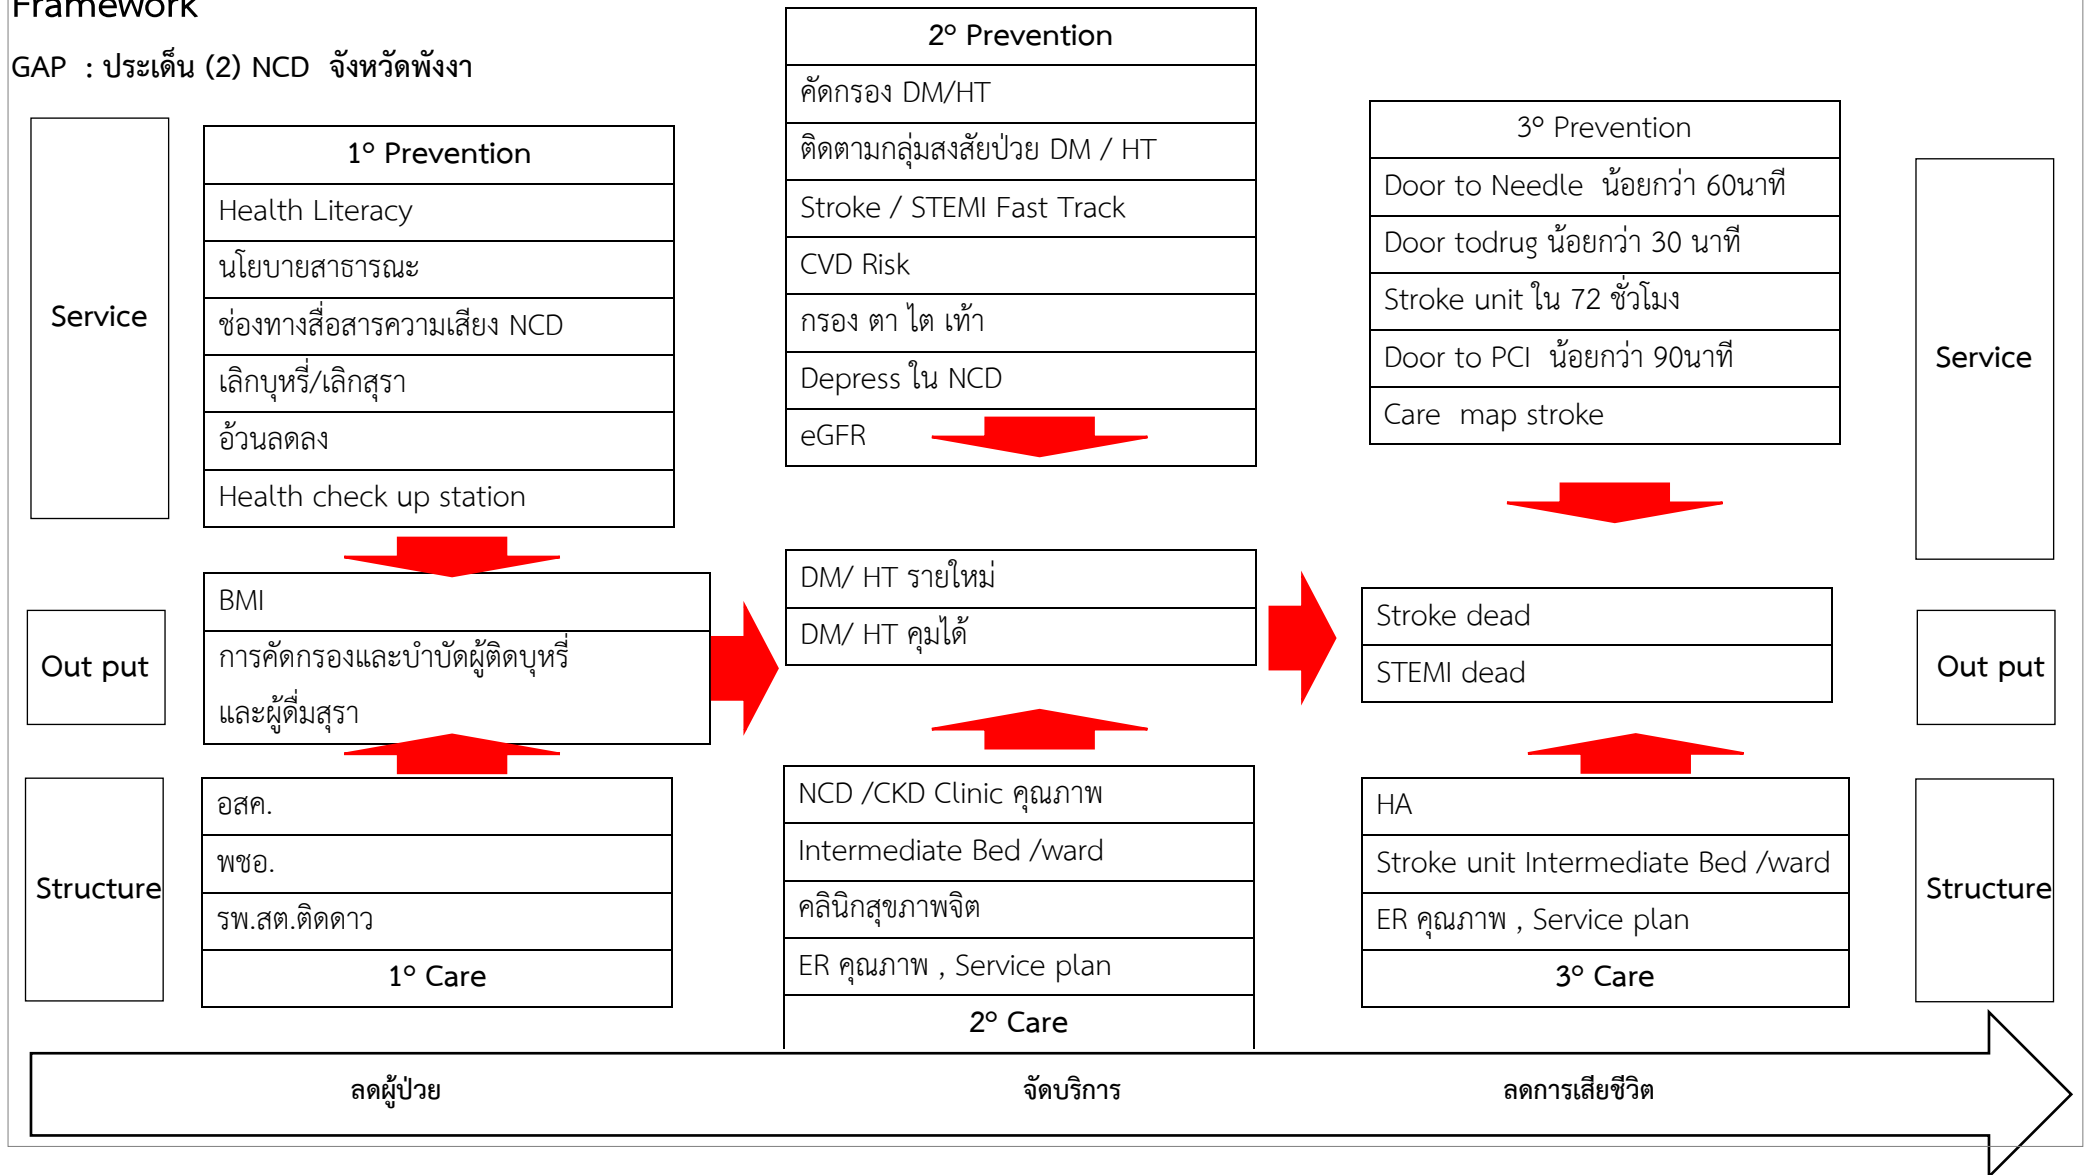 Framework
GAP : ประเด็น (2) NCD จังหวัดพังงา
Service
1° Prevention
Health Literacy
นโยบายสาธารณะ
ช่องทางสื่อสารความเสียง NCD
เลิกบุหรี่/เลิกสุรา
อ้วนลดลง
Health check up station
2° Prevention
คัดกรอง DM/HT
ติดตามกลุ่มสงสัยป่วย DM / HT
Stroke / STEMI Fast Track
CVD Risk
กรอง ตา ไต เท้า
Depress ใน NCD
eGFR
3° Prevention
Door to Needle น้อยกว่า 60นาที
Door todrug น้อยกว่า 30 นาที
Stroke unit ใน 72 ชั่วโมง
Door to PCI น้อยกว่า 90นาที
Care map stroke
Service
Out put
BMI
การคัดกรองและบำบัดผู้ติดบุหรี่
และผู้ดื่มสุรา
DM/ HT รายใหม่
DM/ HT คุมได้
Stroke dead
STEMI dead
Out put
Structure
อสค.
พชอ.
รพ.สต.ติดดาว
1° Care
NCD /CKD Clinic คุณภาพ
Intermediate Bed /ward
คลินิกสุขภาพจิต
ER คุณภาพ , Service plan
2° Care
HA
Stroke unit Intermediate Bed /ward
ER คุณภาพ , Service plan
3° Care
Structure
ลดผู้ป่วย
จัดบริการ
ลดการเสียชีวิต